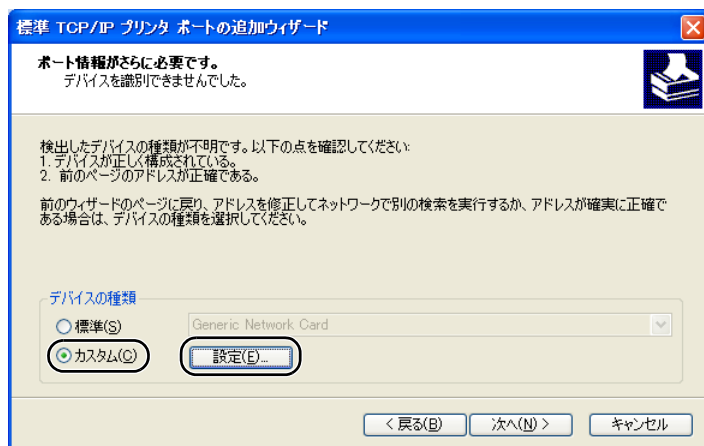 標準 TCP/IP プリンタ ポートの追加ウィザード
ポート情報がさらに必要です。
デバイスを識別できませんでした。
検出したデバイスの種類が不明です。以下の点を確認してください:
1. デバイスが正しく構成されている。
2. 前のページのアドレスが正確である。
前のウィザードのページに戻り、アドレスを修正してネットワークで別の検索を実行するか、アドレスが確実に正確で
ある場合は、デバイスの種類を選択してください。
デバイスの種類
標準(S)
Generic Network Card
カスタム(C)
設定(E)...
< 戻る(B)
次へ(N) >
キャンセル